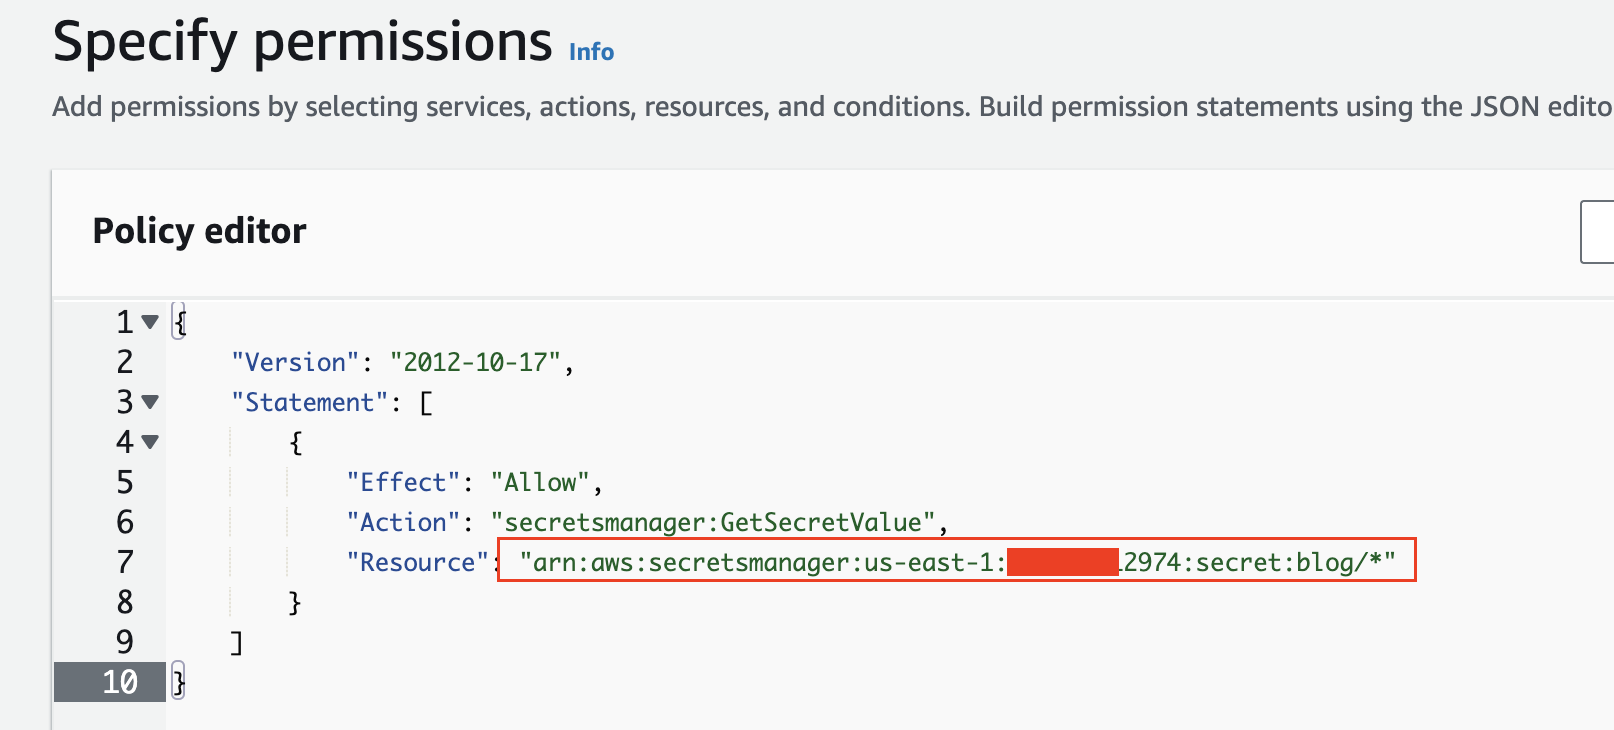 Specify permissions Info
Add permissions by selecting services, actions, resources, and conditions. Build permission statements using the JSON edito
Policy editor
1 {
2 "Version": "2012-10-17",
3 "Statement": [
4 {
5 "Effect": "Allow",
6 "Action": "secretsmanager:GetSecretValue",
7 "Resource": "arn:aws:secretsmanager:us-east-1:2974:secret:blog/*"
8 }
9 ]
10 }